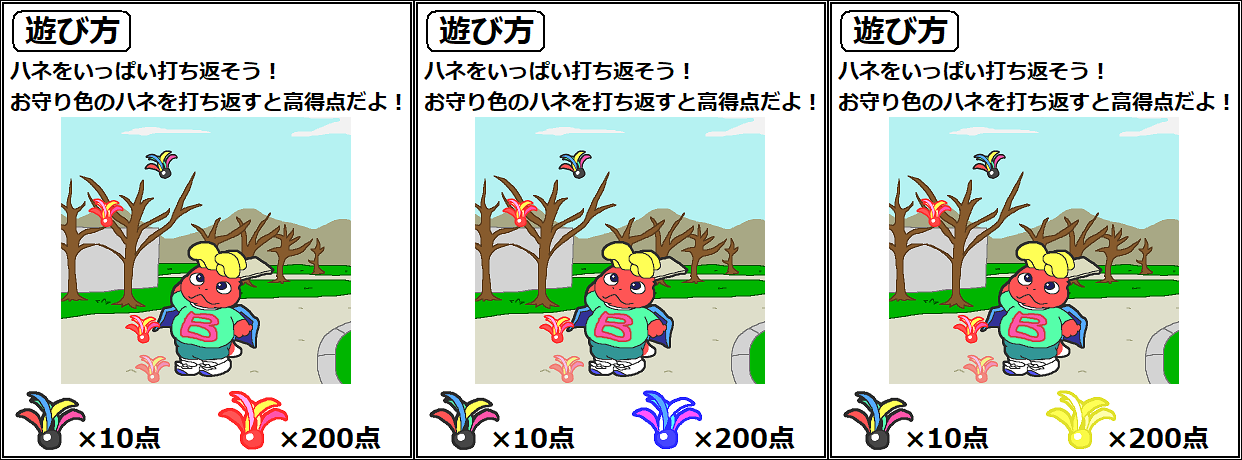 遊び方
ハネをいっぱい打ち返そう！
お守り色のハネを打ち返すと高得点だよ！
B
×10点 ×200点
遊び方
ハネをいっぱい打ち返そう！
お守り色のハネを打ち返すと高得点だよ！
B
×10点 ×200点
遊び方
ハネをいっぱい打ち返そう！
お守り色のハネを打ち返すと高得点だよ！
B
×10点 ×200点